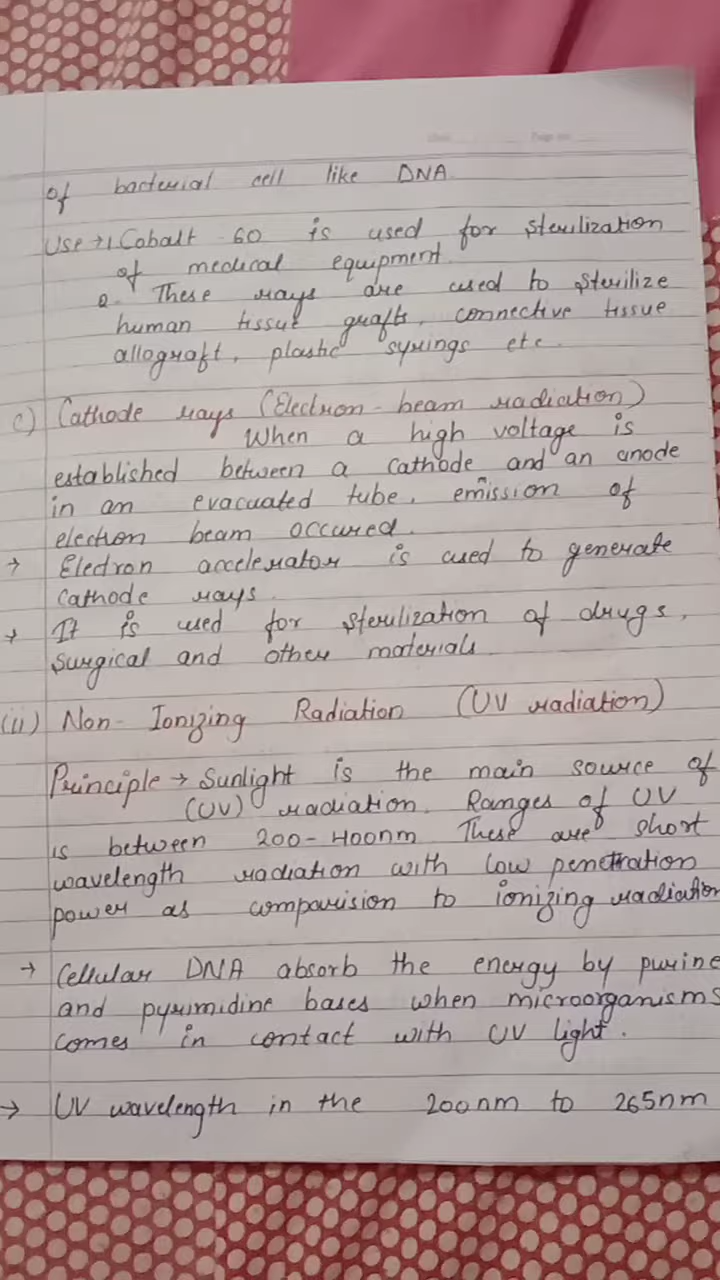 of bacterial cell like DNA
Use → 1. Cobalt - 60 is used for sterilization
of medical equipment.
2. These rays are used to sterilize
human tissue grafts, connective tissue
allograft, plastic syrings etc.
c) Cathode rays (Electron-beam radiation)
When a high voltage is
established between a cathode and an anode
in an evacuated tube, emission of
election beam occured.
→ Eledron accelerator is used to generate
Cathode rays.
→ It is used for sterilization of drugs,
Surgical and other materials
(ii) Non-Ionizing Radiation (UV radiation)
Principle → Sunlight is the main source of
(UV) radiation. Ranges of UV
is between 200-400nm These are short
wavelength radiation with low penetration
power as comparision to ionizing radiation
→ Cellular DNA absorb the energy by purine
and pyrimidine bases when microorganisms
comes in contact with UV light.
→ UV wavelength in the 200nm to 265nm